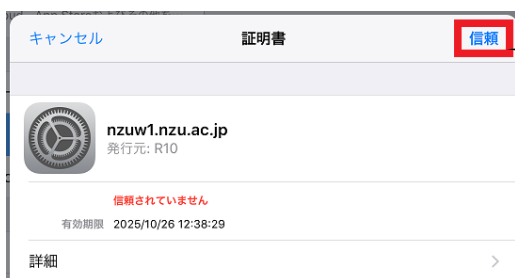 キャンセル 証明書 信頼
nzuw1.nzu.ac.jp
発行元: R10
信頼されていません
有効期限 2025/10/26 12:38:29
詳細